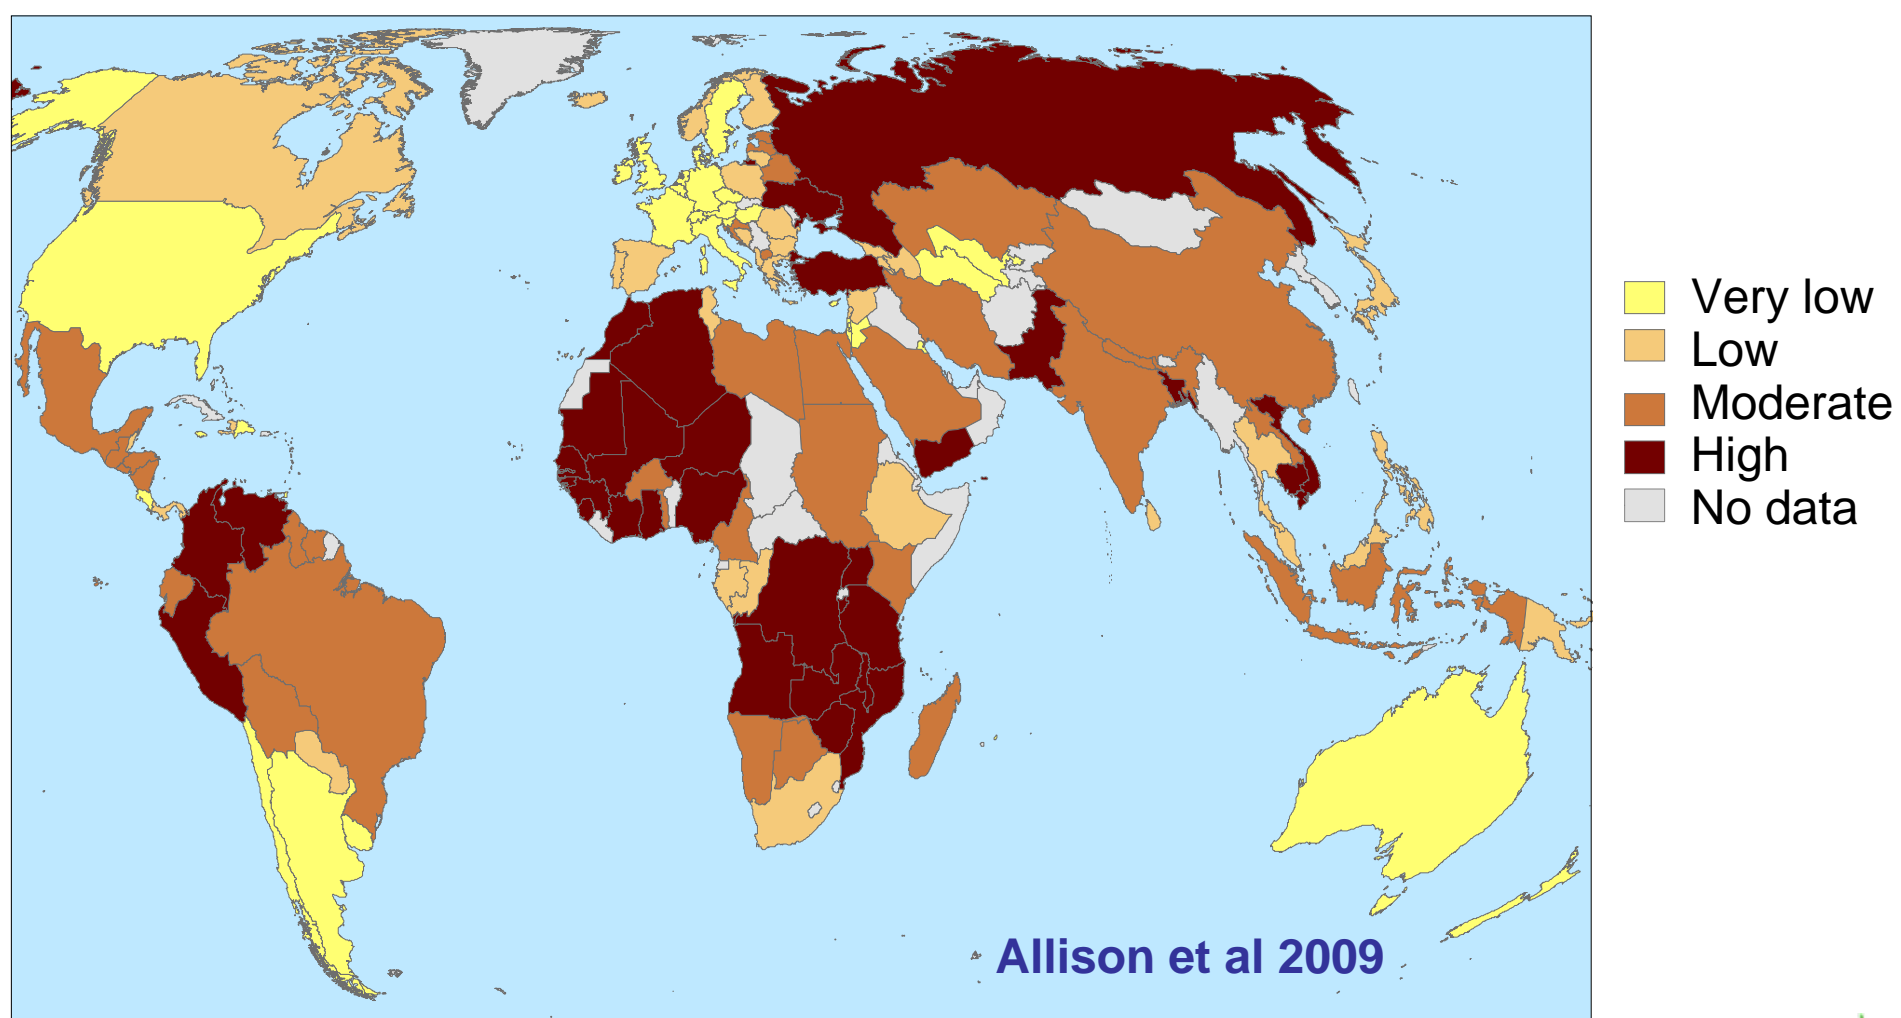 Very low
Low
Moderate
High
No data
Allison et al 2009